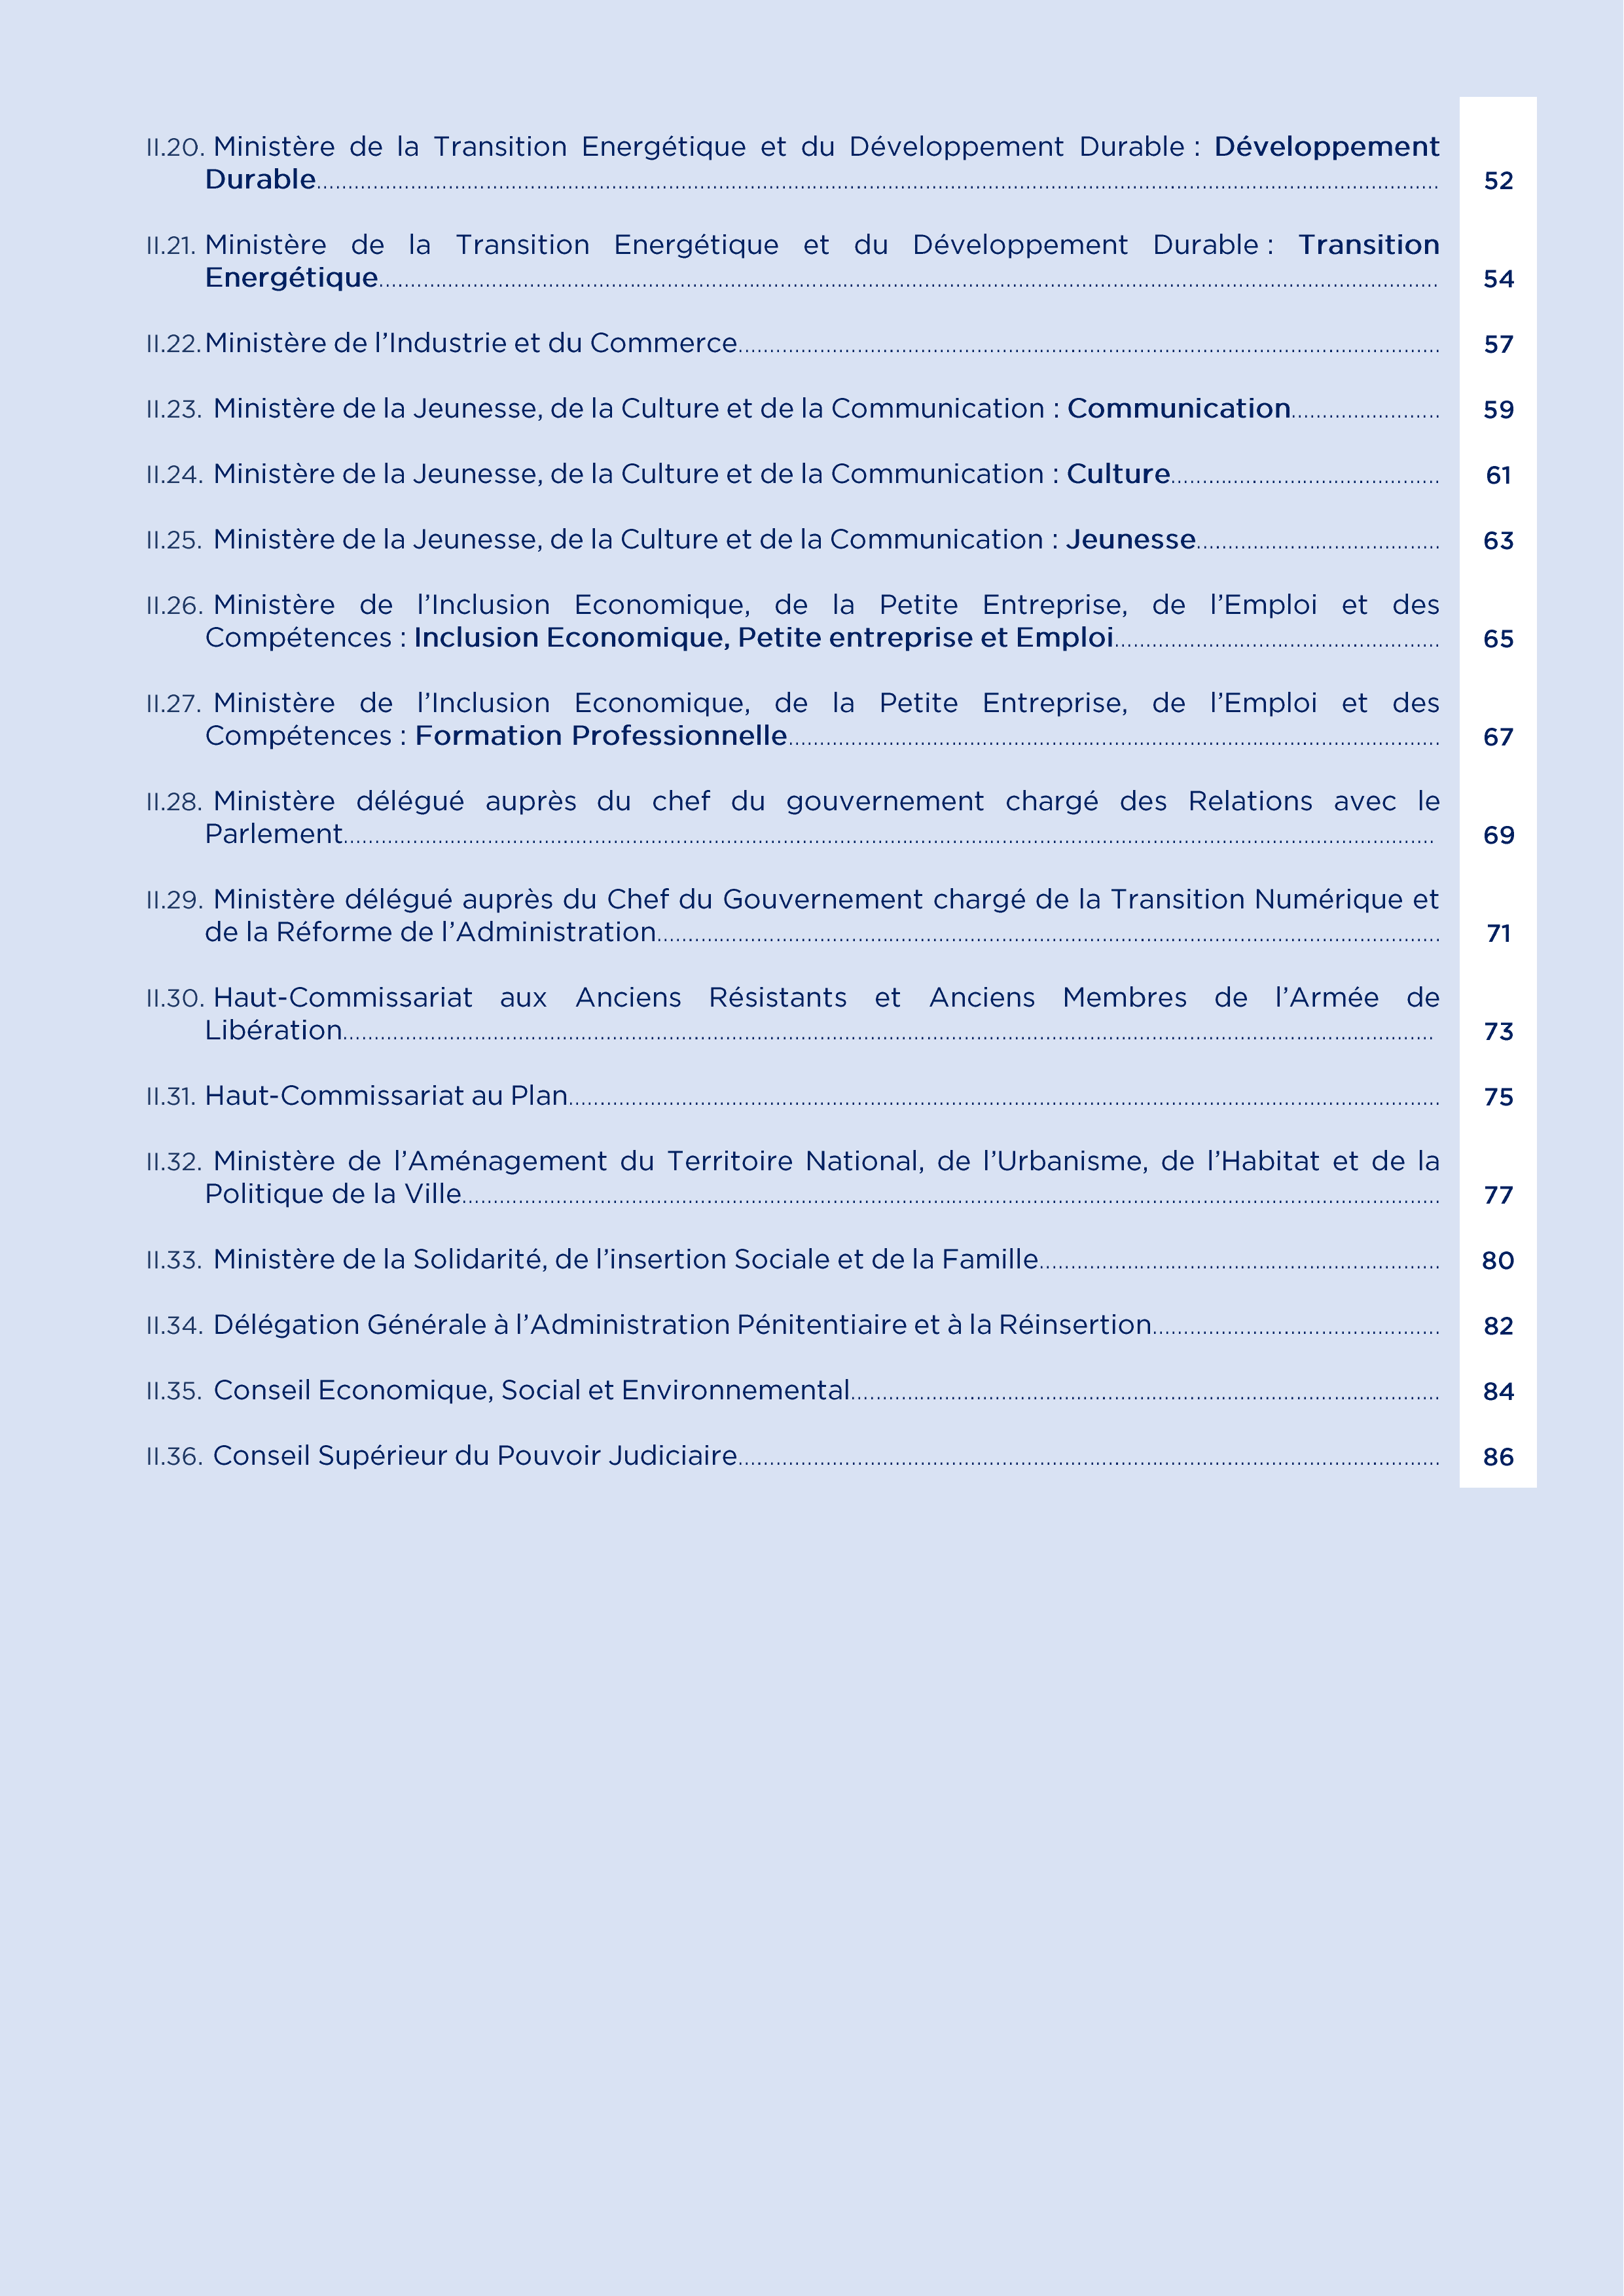 II.20. Ministère de la Transition Energétique et du Développement Durable : Développement
Durable.......... 52
II.21. Ministère de la Transition Energétique et du Développement Durable : Transition
Energétique.......... 54
II.22. Ministère de l’Industrie et du Commerce.......... 57
II.23. Ministère de la Jeunesse, de la Culture et de la Communication : Communication.......... 59
II.24. Ministère de la Jeunesse, de la Culture et de la Communication : Culture.......... 61
II.25. Ministère de la Jeunesse, de la Culture et de la Communication : Jeunesse.......... 63
II.26. Ministère de l’Inclusion Economique, de la Petite Entreprise, de l’Emploi et des
Compétences : Inclusion Economique, Petite entreprise et Emploi.......... 65
II.27. Ministère de l’Inclusion Economique, de la Petite Entreprise, de l’Emploi et des
Compétences : Formation Professionnelle.......... 67
II.28. Ministère délégué auprès du chef du gouvernement chargé des Relations avec le
Parlement.......... 69
II.29. Ministère délégué auprès du Chef du Gouvernement chargé de la Transition Numérique et
de la Réforme de l’Administration.......... 71
II.30. Haut-Commissariat aux Anciens Résistants et Anciens Membres de l’Armée de
Libération.......... 73
II.31. Haut-Commissariat au Plan.......... 75
II.32. Ministère de l’Aménagement du Territoire National, de l’Urbanisme, de l’Habitat et de la
Politique de la Ville.......... 77
II.33. Ministère de la Solidarité, de l’insertion Sociale et de la Famille.......... 80
II.34. Délégation Générale à l’Administration Pénitentiaire et à la Réinsertion.......... 82
II.35. Conseil Economique, Social et Environnemental.......... 84
II.36. Conseil Supérieur du Pouvoir Judiciaire.......... 86